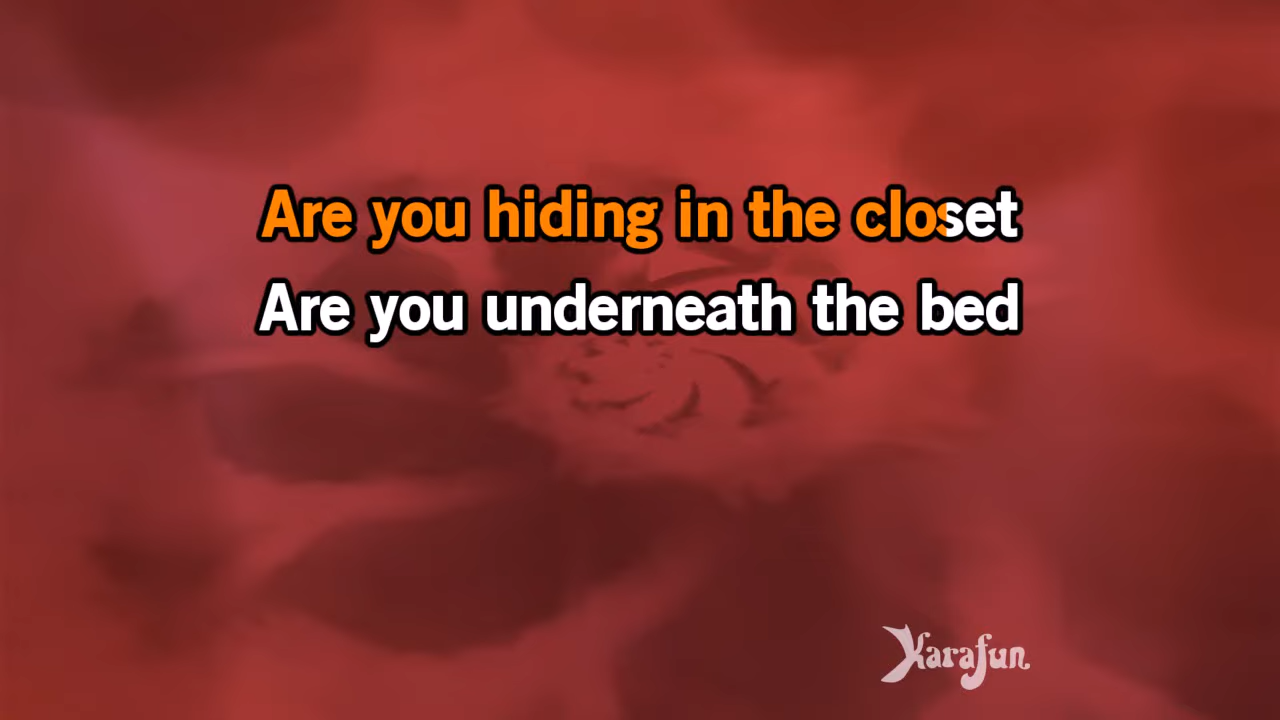 Are you hiding in the closet
Are you underneath the bed
Karafun